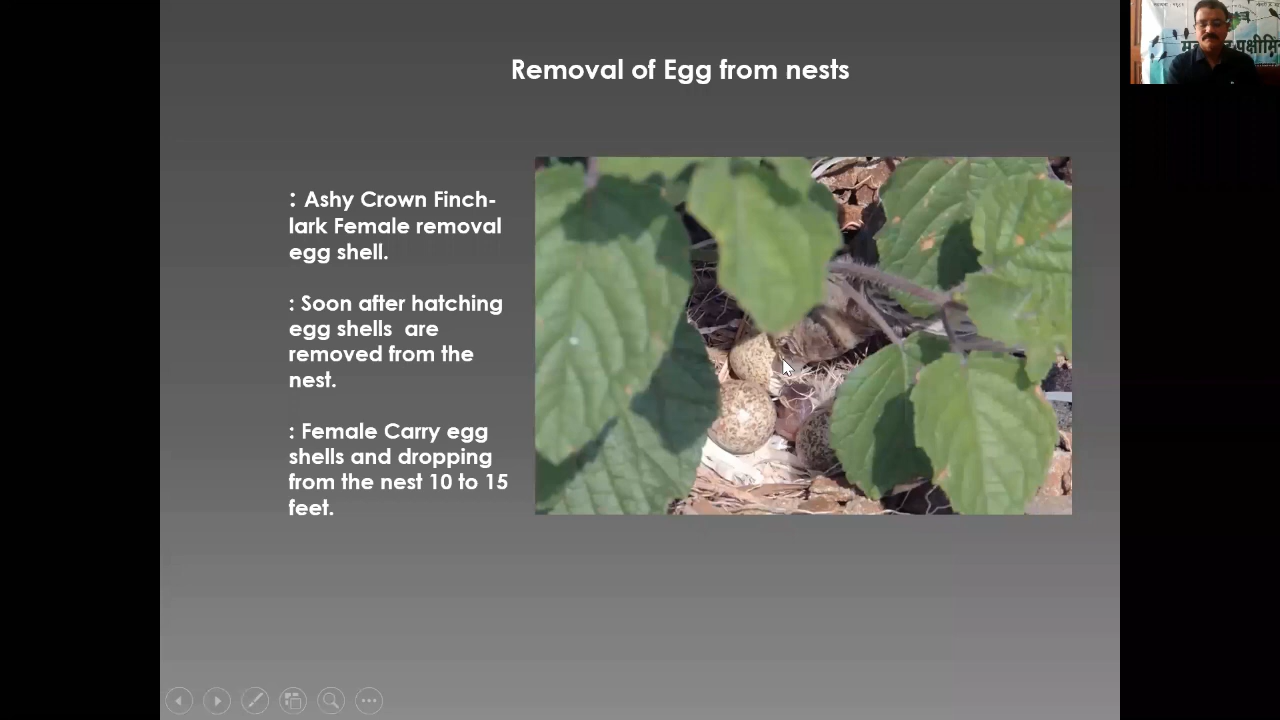 Removal of Egg from nests
: Ashy Crown Finch-
lark Female removal
egg shell.
: Soon after hatching
egg shells are
removed from the
nest.
: Female Carry egg
shells and dropping
from the nest 10 to 15
feet.